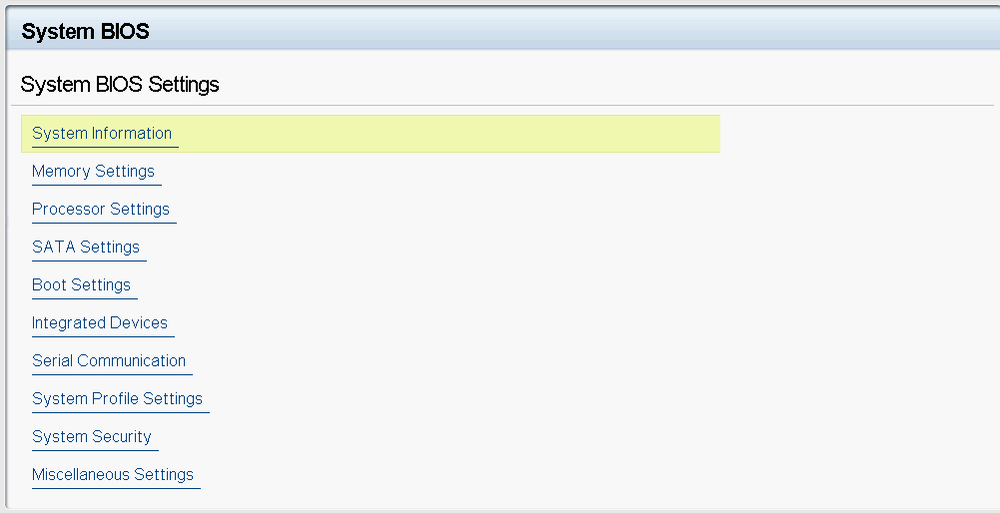 System BIOS
System BIOS Settings
System Information
Memory Settings
Processor Settings
SATA Settings
Boot Settings
Integrated Devices
Serial Communication
System Profile Settings
System Security
Miscellaneous Settings